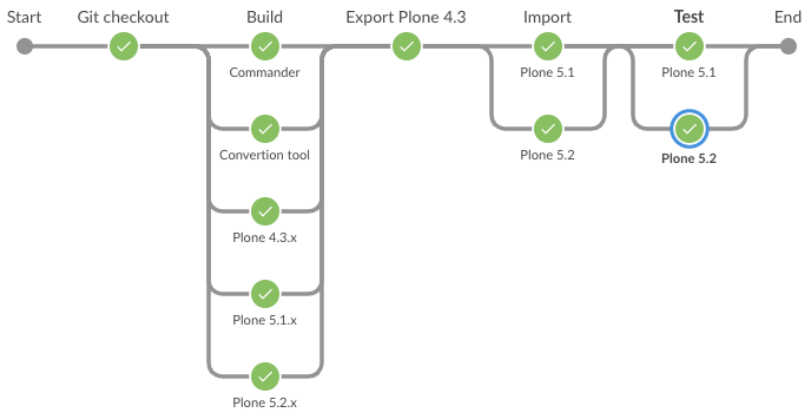 Start
Git checkout
Build
Export Plone 4.3
Import
Test
End
Commander
Plone 5.1
Plone 5.1
Convertion tool
Plone 5.2
Plone 5.2
Plone 4.3.x
Plone 5.1.x
Plone 5.2.x